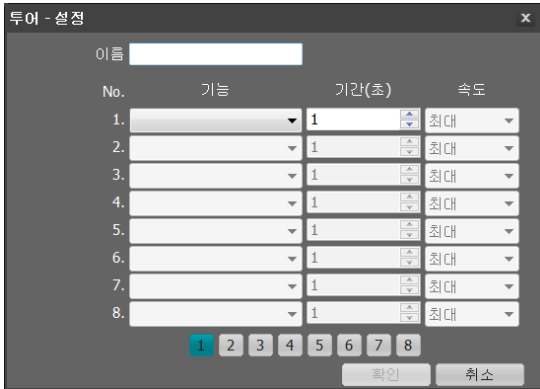 투어 - 설정 x
이름
No. 기능 기간(초) 속도
1. 1 최대
2. 1 최대
3. 1 최대
4. 1 최대
5. 1 최대
6. 1 최대
7. 1 최대
8. 1 최대
1 2 3 4 5 6 7 8
확인 취소